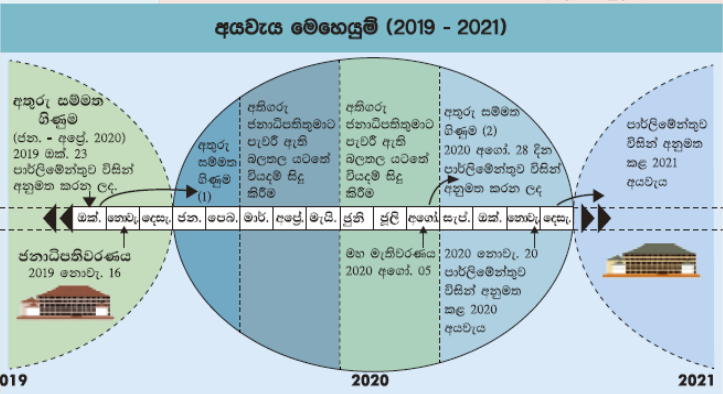 අයවැය මෙහෙයුම් (2019 - 2021)
අතුරු සම්මත
ගිණුම
(ජන. - අප්‍රේ. 2020)
2019 ඔක්. 23
පාර්ලිමේන්තුව විසින්
අනුමත කරන ලද.
අතුරු
සම්මත
ගිණුම
(1)
අතිගරු
ජනාධිපතිතුමාට
පැවරී ඇති
බලතල යටතේ
වියදම් සිදු
කිරීම
අතිගරු
ජනාධිපතිතුමාට
පැවරී ඇති
බලතල යටතේ
වියදම් සිදු
කිරීම
අතුරු සම්මත
ගිණුම (2)
2020 අගෝ. 28 දින
පාර්ලිමේන්තුව විසින්
අනුමත කරන ලද
පාර්ලිමේන්තුව
විසින් අනුමත
කළ 2021
අයවැය
ඔක්. නොවැ. දෙසැ. ජන. පෙබ. මාර්. අප්‍රේ. මැයි. ජුනි ජූලි අගෝ. සැප්. ඔක්. නොවැ. දෙසැ.
ජනාධිපතිවරණය
2019 නොවැ. 16
මහ මැතිවරණය
2020 අගෝ. 05
2020 නොවැ. 20
පාර්ලිමේන්තුව
විසින් අනුමත
කළ 2020
අයවැය
019
2020
2021